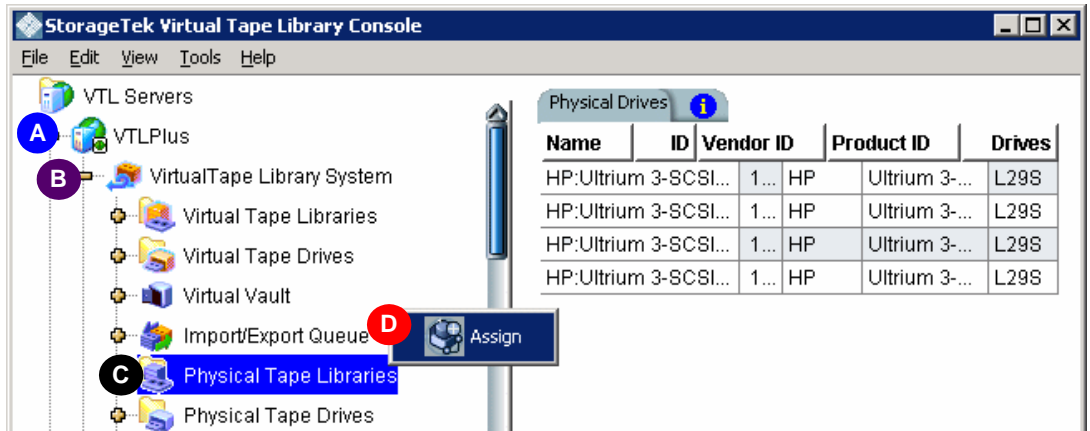 StorageTek Virtual Tape Library Console
File Edit View Tools Help
VTL Servers
A VTLPlus
B VirtualTape Library System
Virtual Tape Libraries
Virtual Tape Drives
Virtual Vault
Import/Export Queue
D Assign
C Physical Tape Libraries
Physical Tape Drives
Physical Drives i
Name ID Vendor ID Product ID Drives
HP:Ultrium 3-SCSI... 1... HP Ultrium 3-... L29S
HP:Ultrium 3-SCSI... 1... HP Ultrium 3-... L29S
HP:Ultrium 3-SCSI... 1... HP Ultrium 3-... L29S
HP:Ultrium 3-SCSI... 1... HP Ultrium 3-... L29S